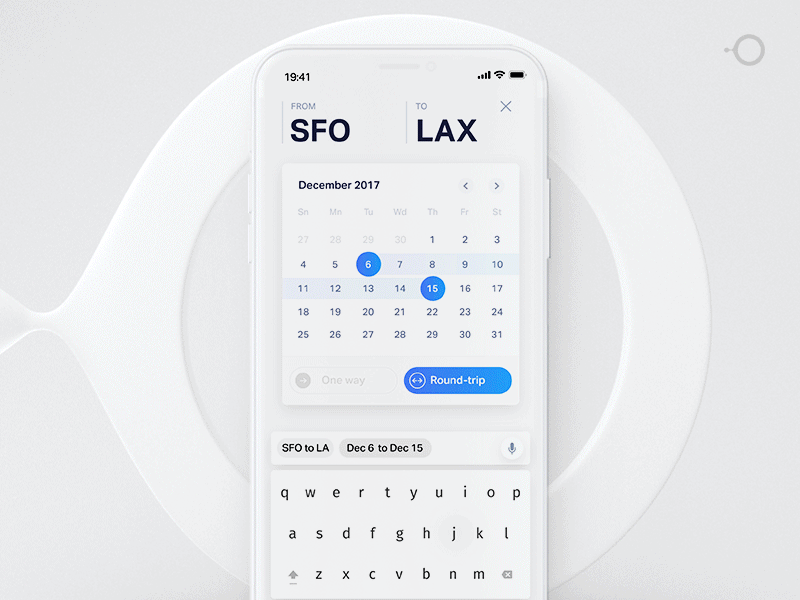 19:41
FROM TO
SFO LAX
December 2017
Sn Mn Tu Wd Th Fr St
27 28 29 30 1 2 3
4 5 6 7 8 9 10
11 12 13 14 15 16 17
18 19 20 21 22 23 24
25 26 27 28 29 30 31
One way Round-trip
SFO to LA Dec 6 to Dec 15
q w e r t y u i o p
a s d f g h j k l
z x c v b n m